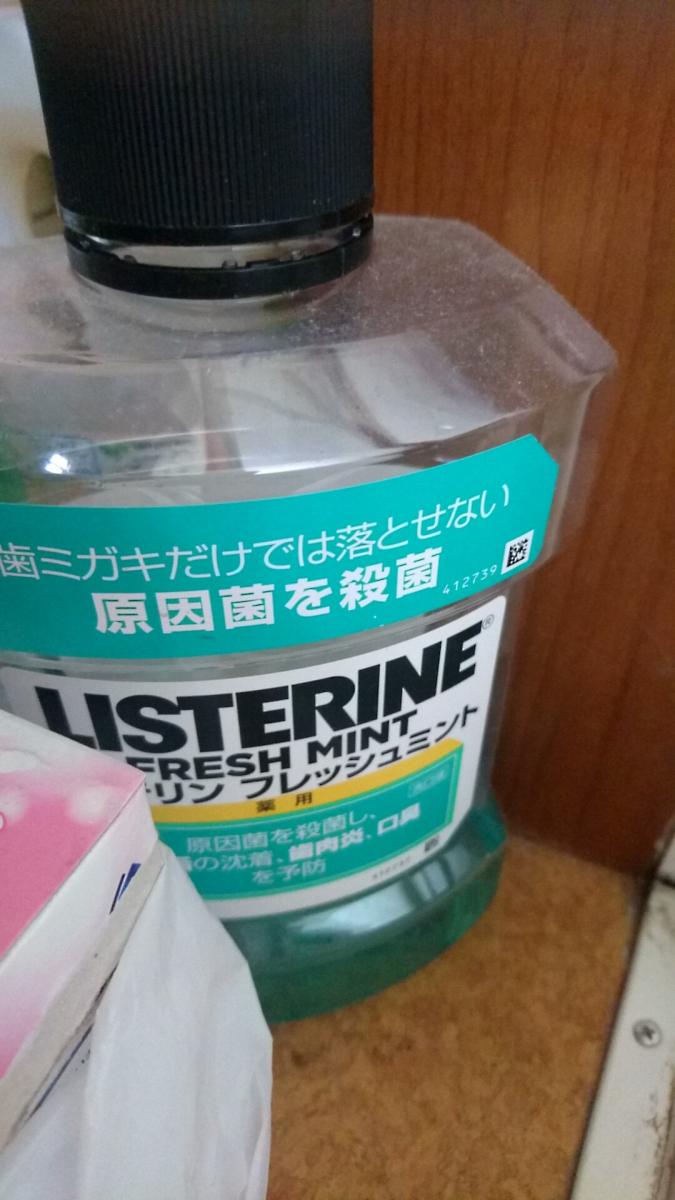 歯ミガキだけでは落とせない
原因菌を殺菌
412739
LISTERINE®
FRESH MINT
リン フレッシュミント
薬用
原因菌を殺菌し、
の沈着、歯肉炎、口臭
を予防